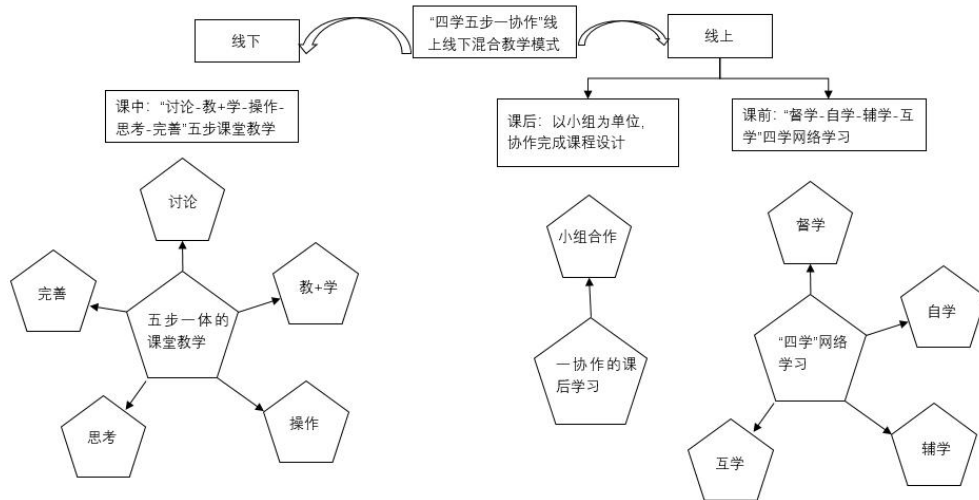 “四学五步一协作”线
上线下混合教学模式
线下
线上
课中：“讨论-教+学-操作-
思考-完善”五步课堂教学
课后：以小组为单位，
协作完成课程设计
课前：“督学-自学-辅学-互
学”四学网络学习
讨论
完善
教+学
五步一体的
课堂教学
思考
操作
小组合作
一协作的课
后学习
督学
自学
“四学”网络
学习
互学
辅学